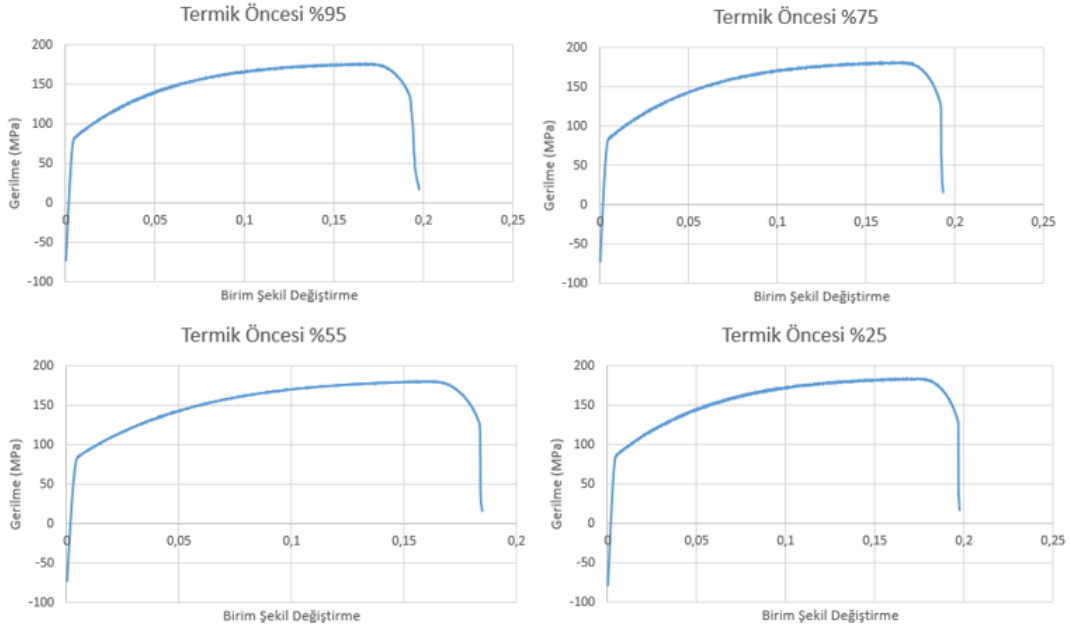 Termik Öncesi %95
200
150
100
50
0
-50
-100
0 0,05 0,1 0,15 0,2 0,25
Gerilme (MPa)
Birim Şekil Değiştirme
Termik Öncesi %75
200
150
100
50
0
-50
-100
0 0,05 0,1 0,15 0,2 0,25
Gerilme (MPa)
Birim Şekil Değiştirme
Termik Öncesi %55
200
150
100
50
0
-50
-100
0 0,05 0,1 0,15 0,2
Gerilme (MPa)
Birim Şekil Değiştirme
Termik Öncesi %25
200
150
100
50
0
-50
-100
0 0,05 0,1 0,15 0,2 0,25
Gerilme (MPa)
Birim Şekil Değiştirme